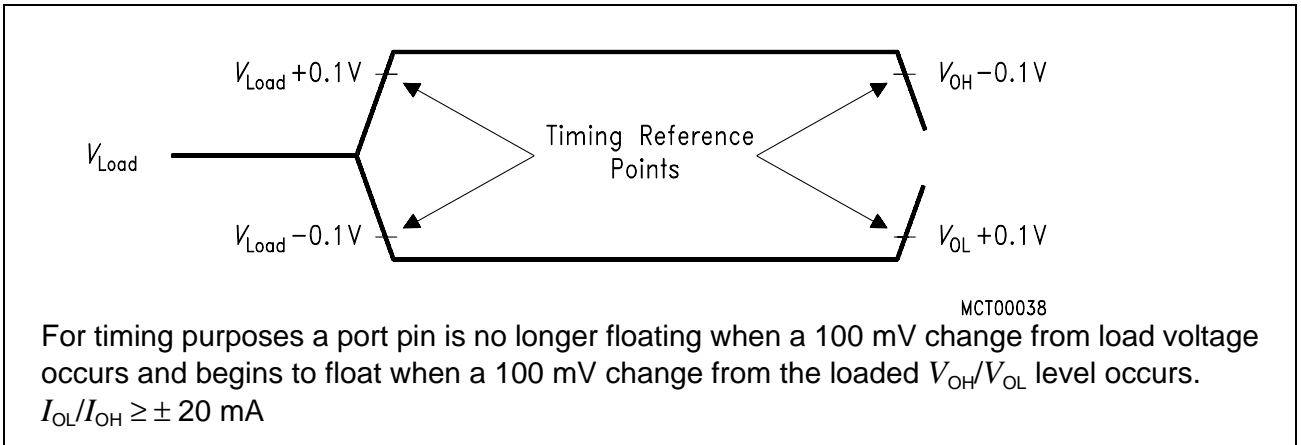 V_Load +0.1V
V_OH −0.1V
V_Load
Timing Reference
Points
V_Load −0.1V
V_OL +0.1V
MCT00038
For timing purposes a port pin is no longer floating when a 100 mV change from load voltage
occurs and begins to float when a 100 mV change from the loaded V_OH/V_OL level occurs.
I_OL/I_OH ≥ ± 20 mA